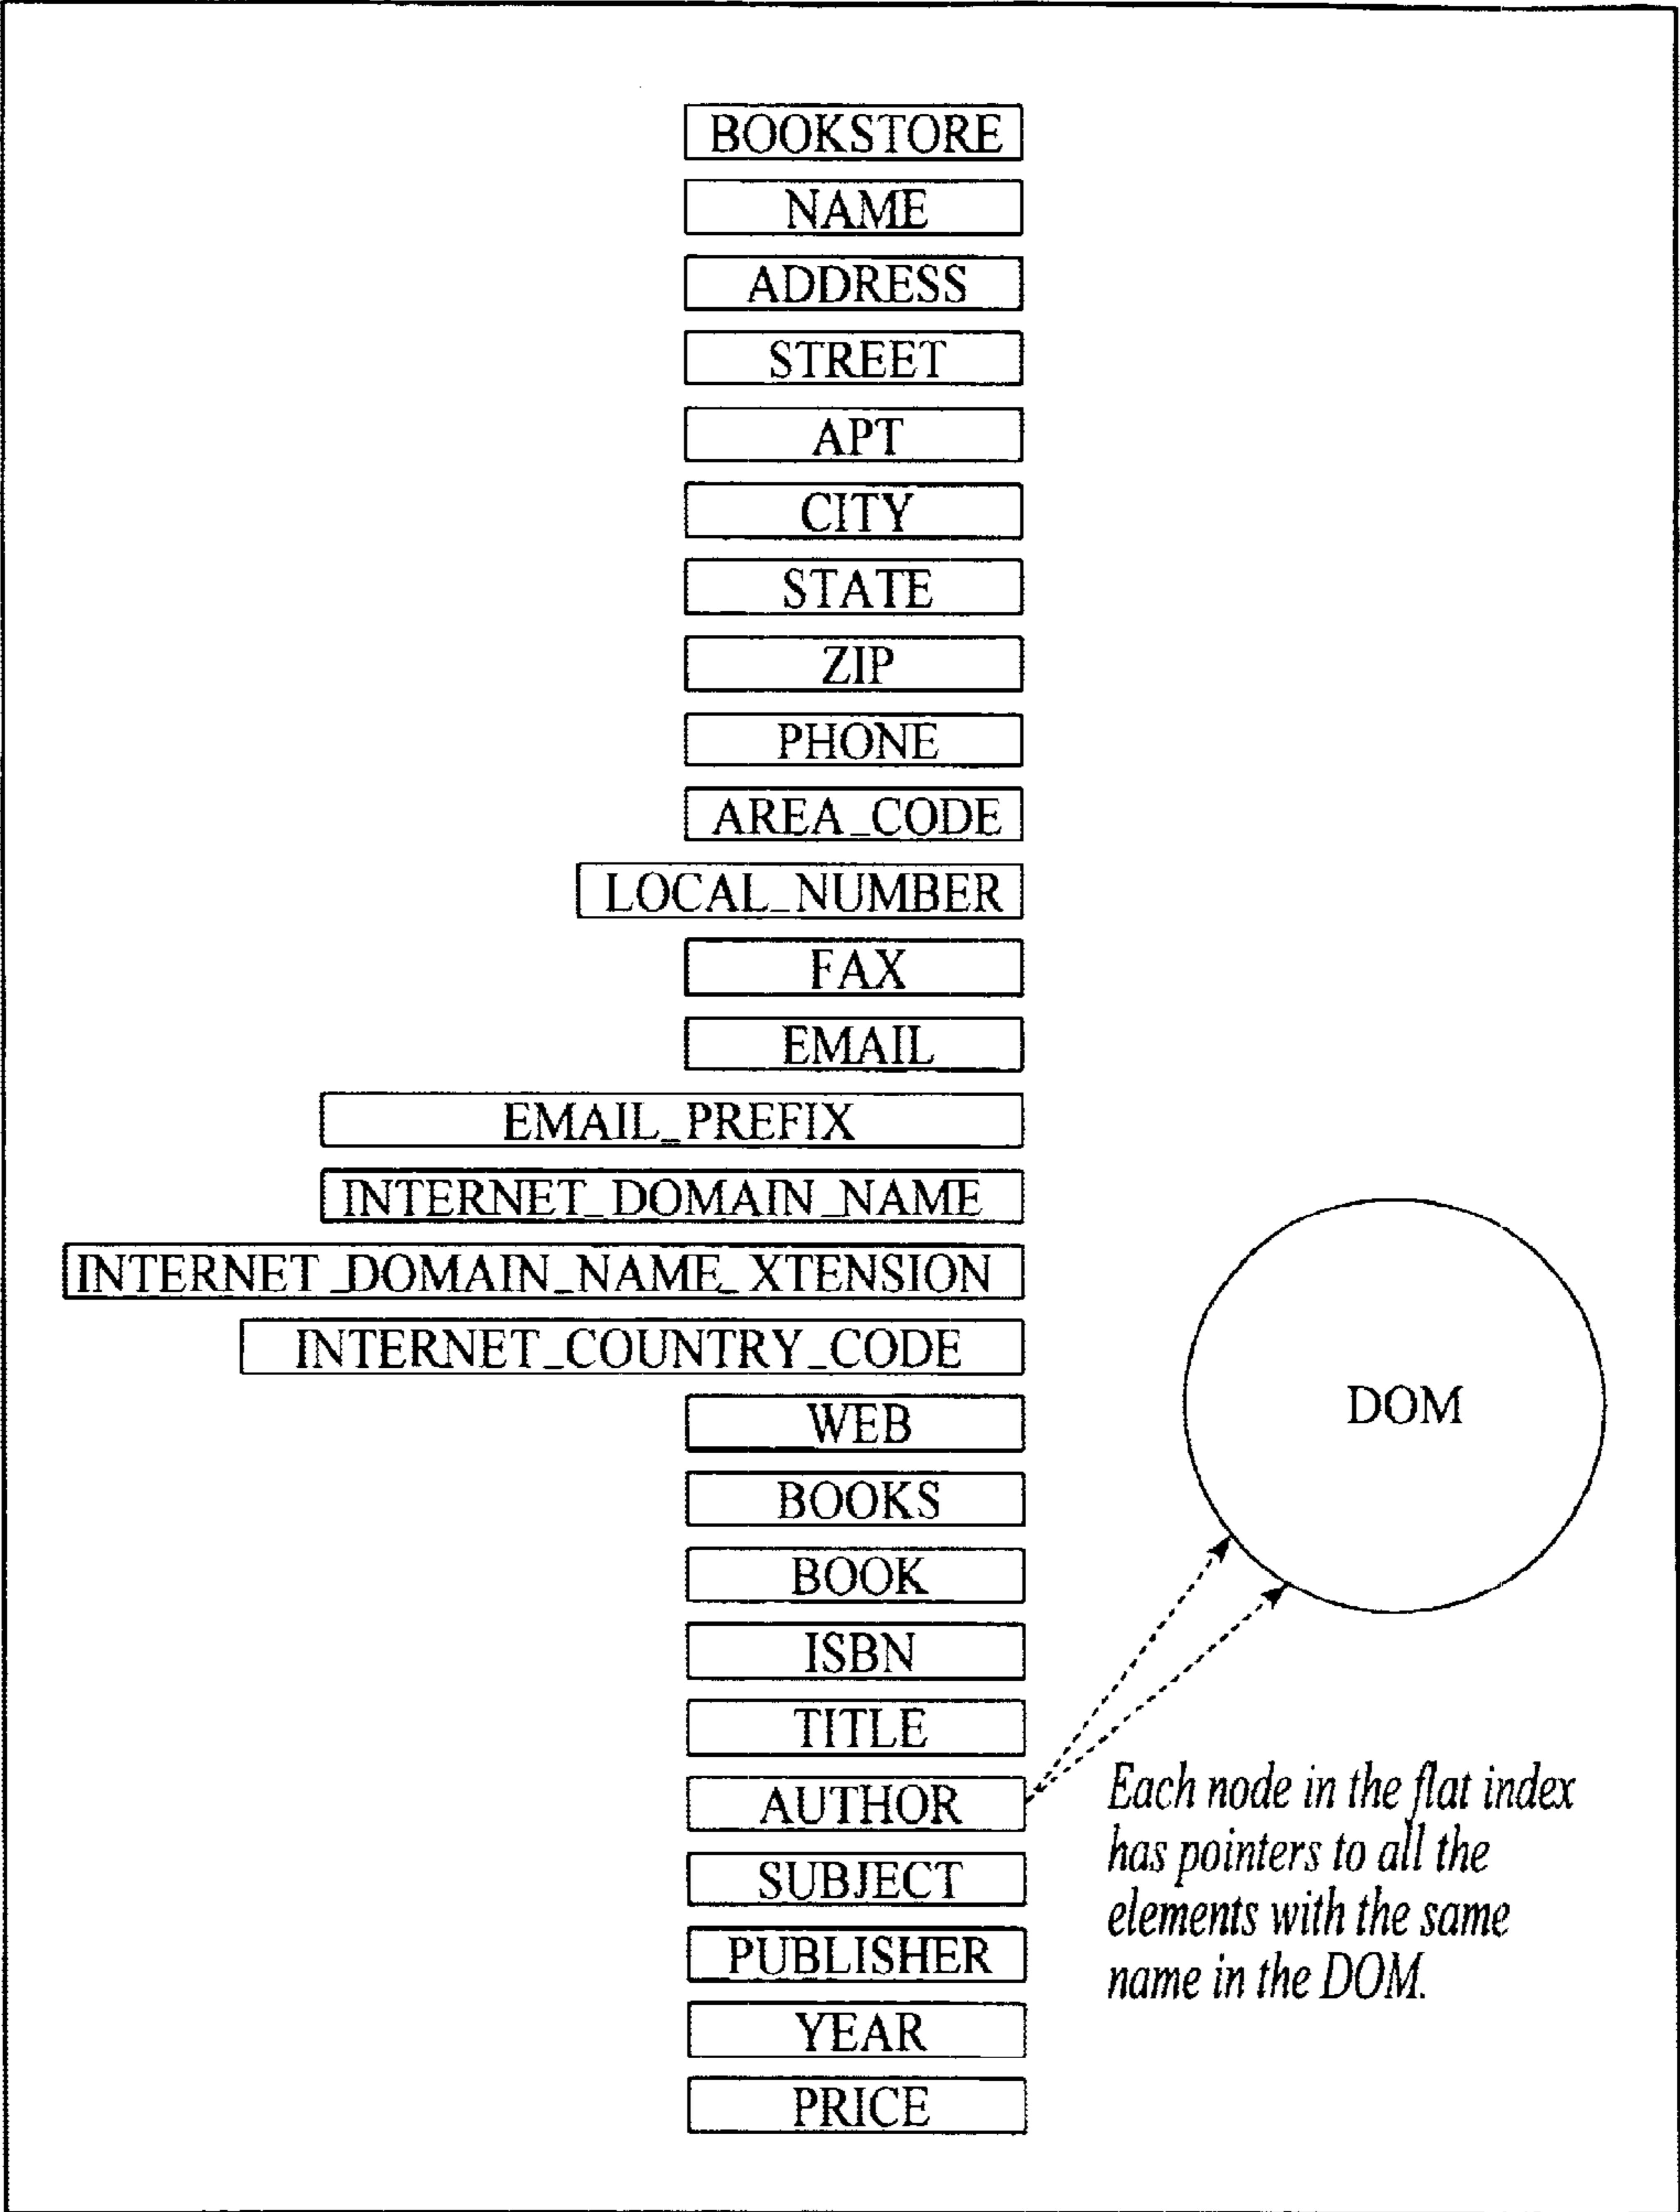 BOOKSTORE
NAME
ADDRESS
STREET
APT
CITY
STATE
ZIP
PHONE
AREA_CODE
LOCAL_NUMBER
FAX
EMAIL
EMAIL_PREFIX
INTERNET_DOMAIN_NAME
INTERNET_DOMAIN_NAME_XTENSION
INTERNET_COUNTRY_CODE
WEB
BOOKS
BOOK
ISBN
TITLE
AUTHOR
SUBJECT
PUBLISHER
YEAR
PRICE
DOM
Each node in the flat index
has pointers to all the
elements with the same
name in the DOM.